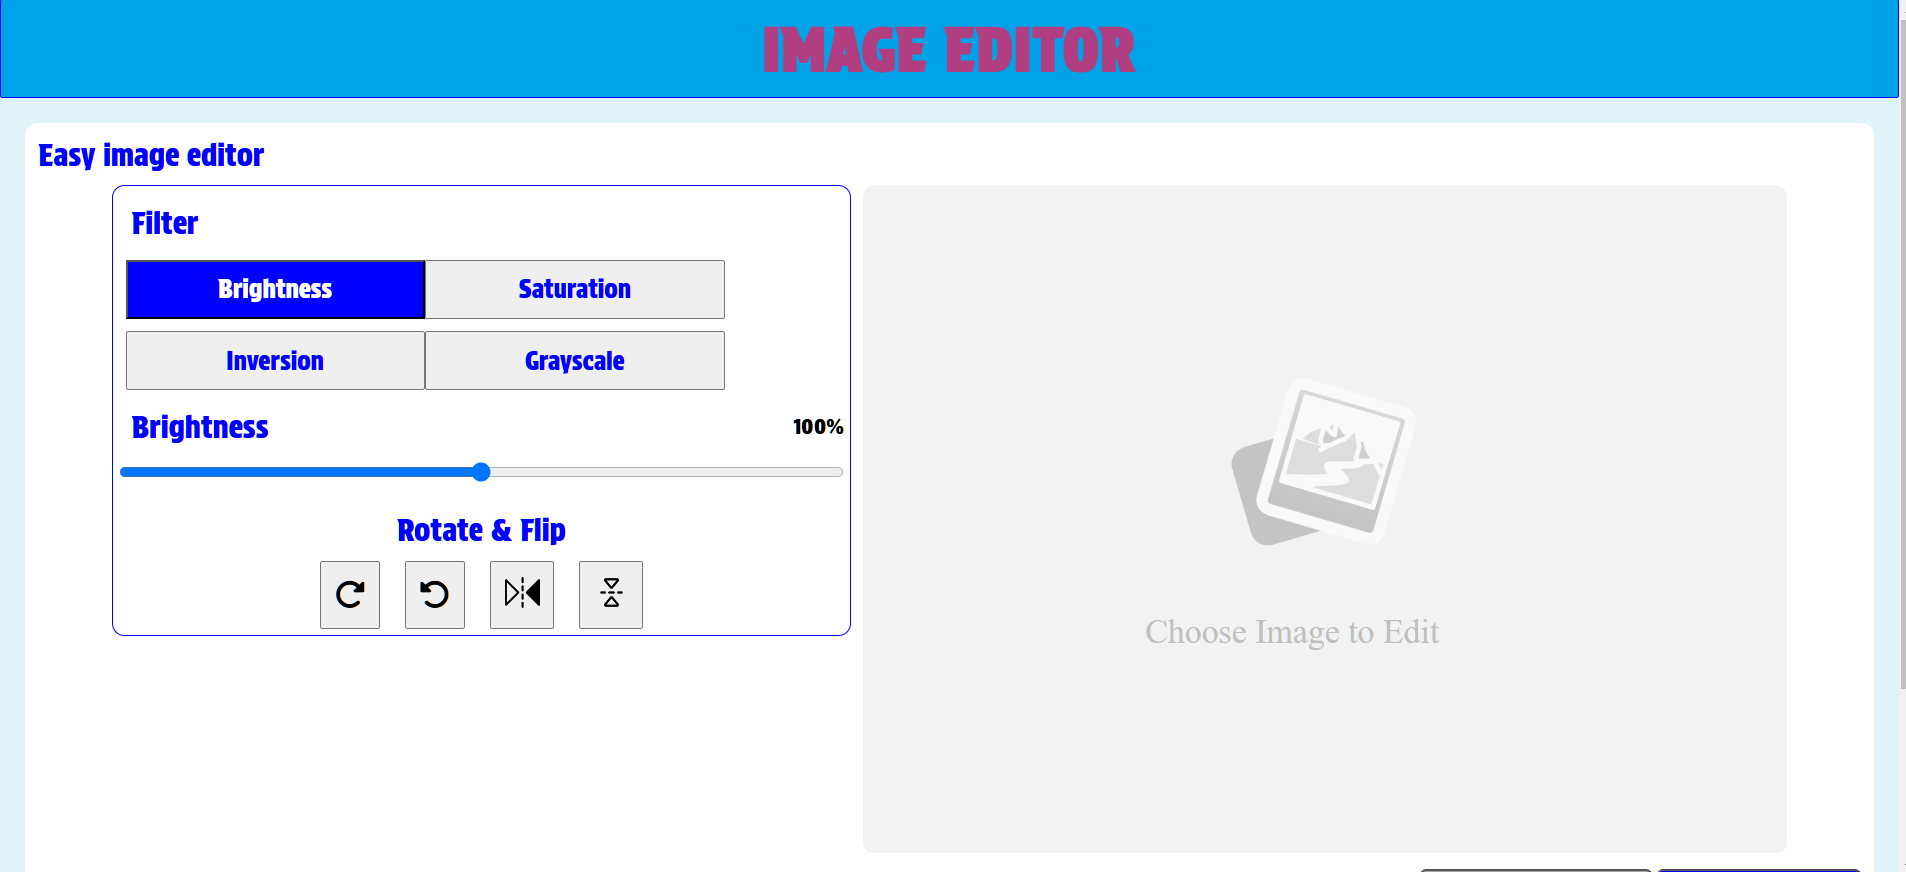 IMAGE EDITOR
Easy image editor
Filter
Brightness
Saturation
Inversion
Grayscale
Brightness
100%
Rotate & Flip
Choose Image to Edit